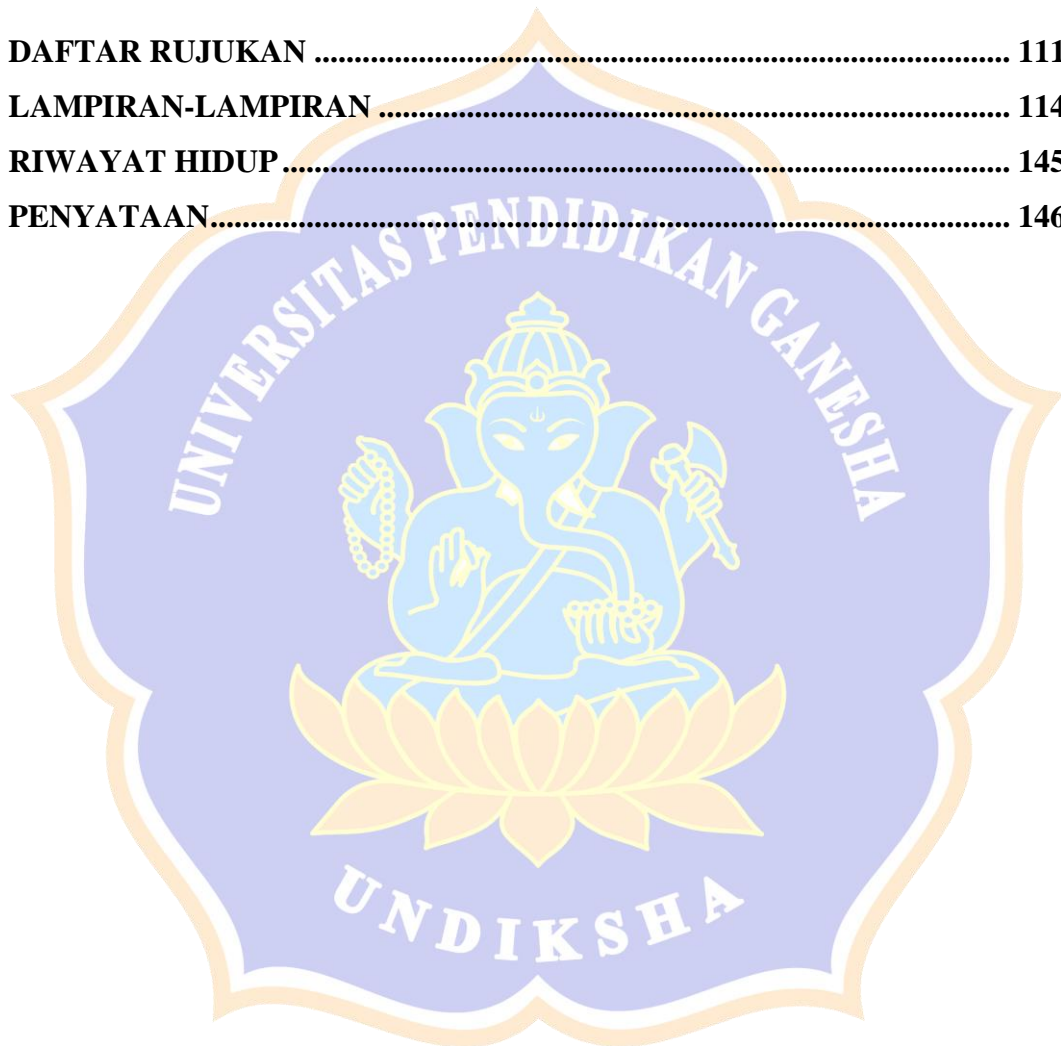 DAFTAR RUJUKAN ........................................................................................ 111
LAMPIRAN-LAMPIRAN ................................................................................ 114
RIWAYAT HIDUP ............................................................................................ 145
PENYATAAN..................................................................................................... 146
UNIVERSITAS PENDIDIKAN GANESHA
UNDIKSHA